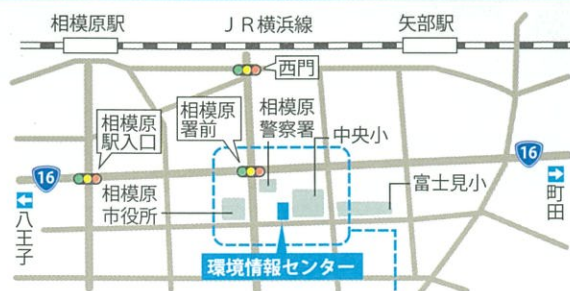 相模原駅
JR横浜線
矢部駅
西門
相模原
駅入口
相模原
署前
相模原
警察署
中央小
16
16
相模原
市役所
富士見小
八王子
町田
環境情報センター